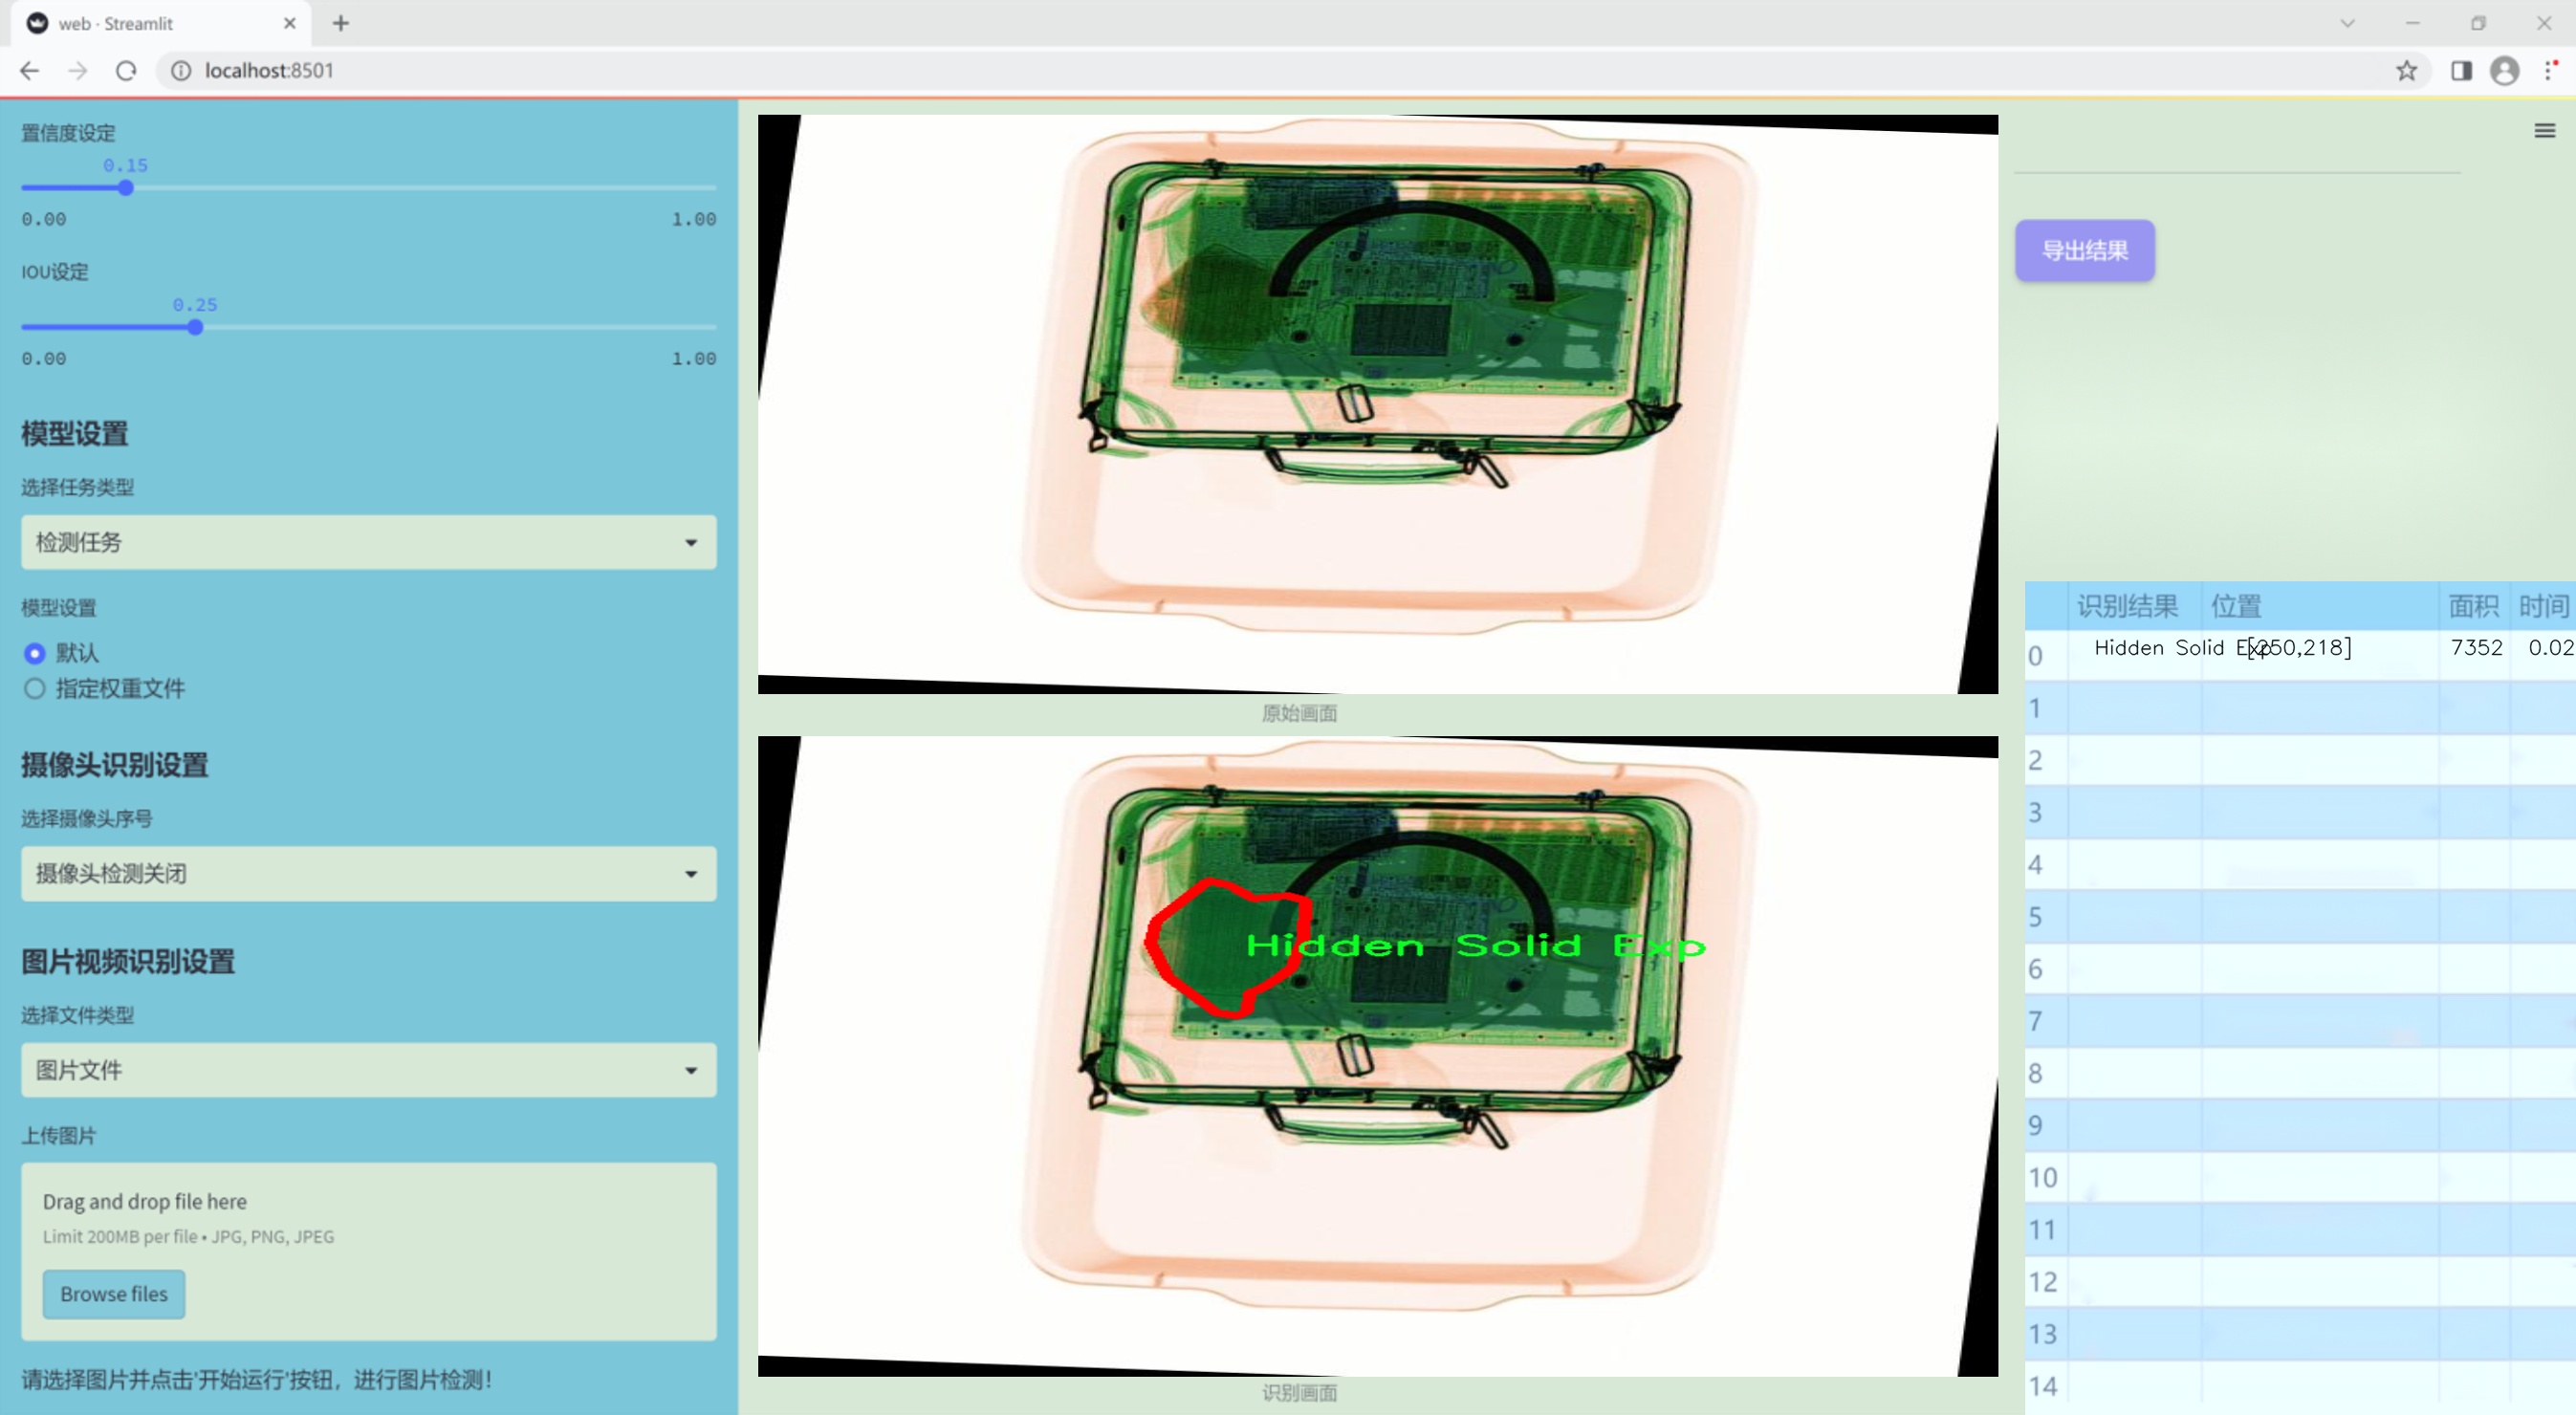 web · Streamlit
localhost:8501
置信度设定
0.15
0.00 1.00
IOU设定
0.25
0.00 1.00
模型设置
选择任务类型
检测任务
模型设置
默认
指定权重文件
摄像头识别设置
选择摄像头序号
摄像头检测关闭
图片视频识别设置
选择文件类型
图片文件
上传图片
Drag and drop file here
Limit 200MB per file • JPG, PNG, JPEG
Browse files
请选择图片并点击'开始运行'按钮，进行图片检测！
原始画面
Hidden Solid Exp
识别画面
导出结果
识别结果 位置 面积 时间
0 Hidden Solid Exp [250,218] 7352 0.02
1
2
3
4
5
6
7
8
9
10
11
12
13
14